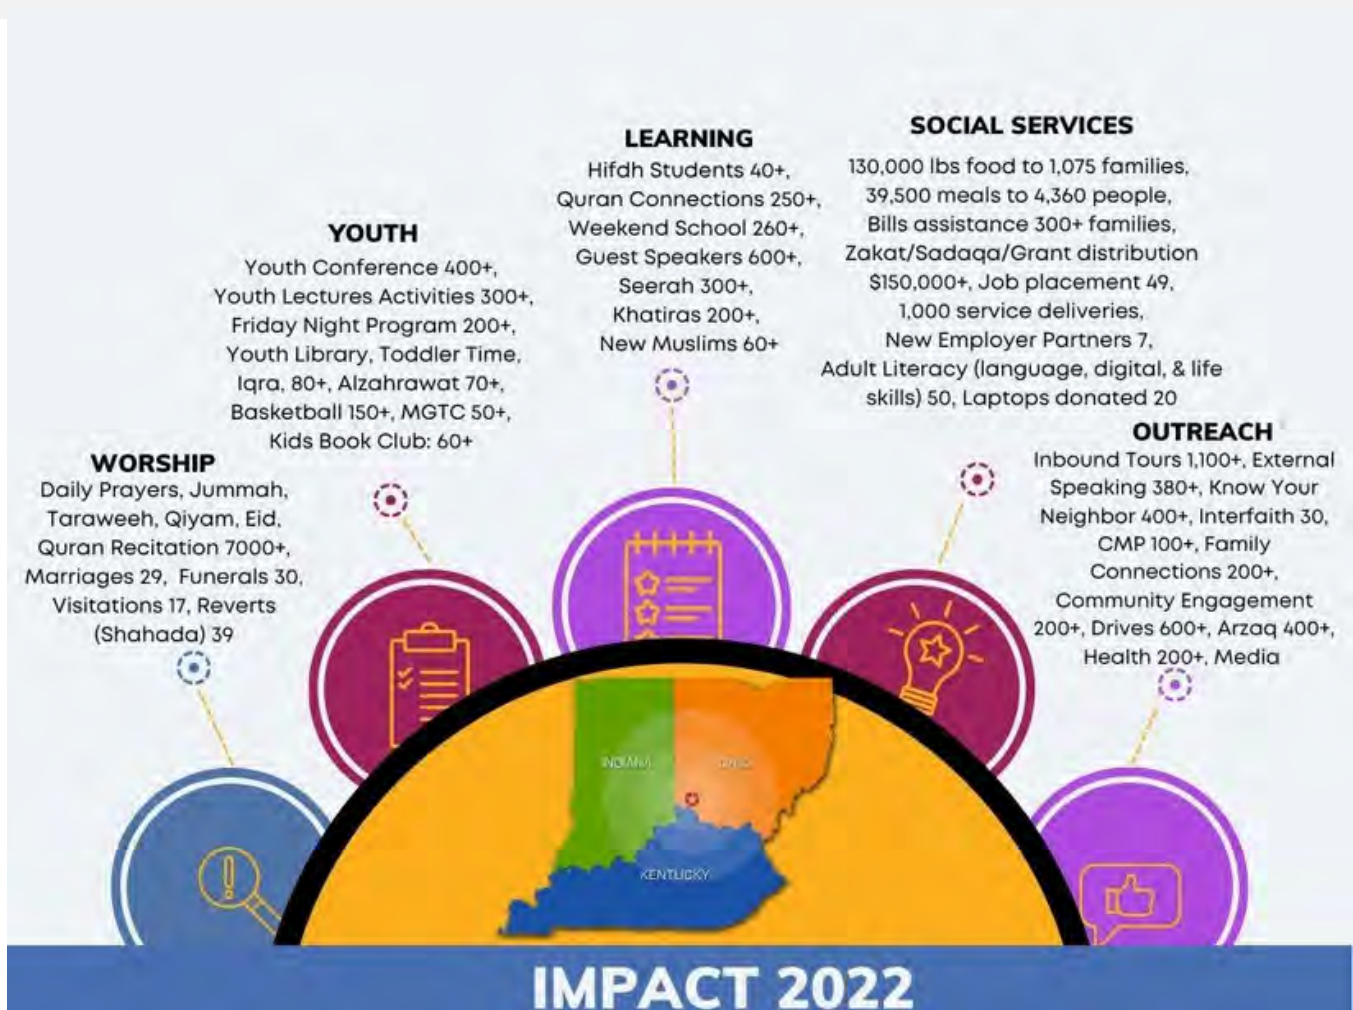 LEARNING
Hifdh Students 40+,
Quran Connections 250+,
Weekend School 260+,
Guest Speakers 600+,
Seerah 300+,
Khatiras 200+,
New Muslims 60+
SOCIAL SERVICES
130,000 lbs food to 1,075 families,
39,500 meals to 4,360 people,
Bills assistance 300+ families,
Zakat/Sadaqa/Grant distribution
$150,000+, Job placement 49,
1,000 service deliveries,
New Employer Partners 7,
Adult Literacy (language, digital, & life
skills) 50, Laptops donated 20
YOUTH
Youth Conference 400+,
Youth Lectures Activities 300+,
Friday Night Program 200+,
Youth Library, Toddler Time,
Iqra, 80+, Alzahrawat 70+,
Basketball 150+, MGTC 50+,
Kids Book Club: 60+
WORSHIP
Daily Prayers, Jummah,
Taraweeh, Qiyam, Eid,
Quran Recitation 7000+,
Marriages 29, Funerals 30,
Visitations 17, Reverts
(Shahada) 39
OUTREACH
Inbound Tours 1,100+, External
Speaking 380+, Know Your
Neighbor 400+, Interfaith 30,
CMP 100+, Family
Connections 200+,
Community Engagement
200+, Drives 600+, Arzaq 400+,
Health 200+, Media
INDIANA
OHIO
KENTUCKY
IMPACT 2022